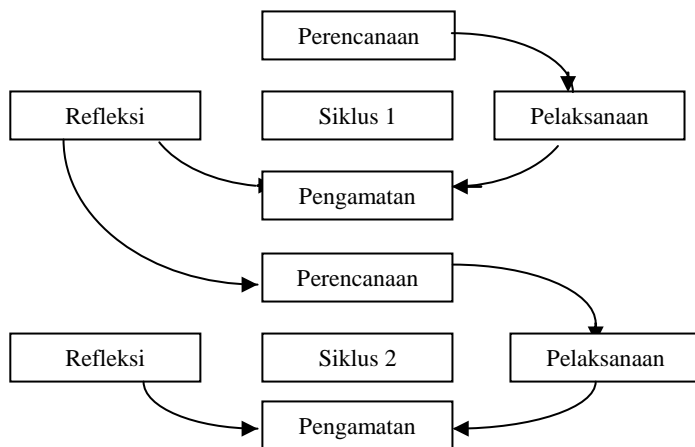 Perencanaan
Refleksi
Siklus 1
Pelaksanaan
Pengamatan
Perencanaan
Refleksi
Siklus 2
Pelaksanaan
Pengamatan